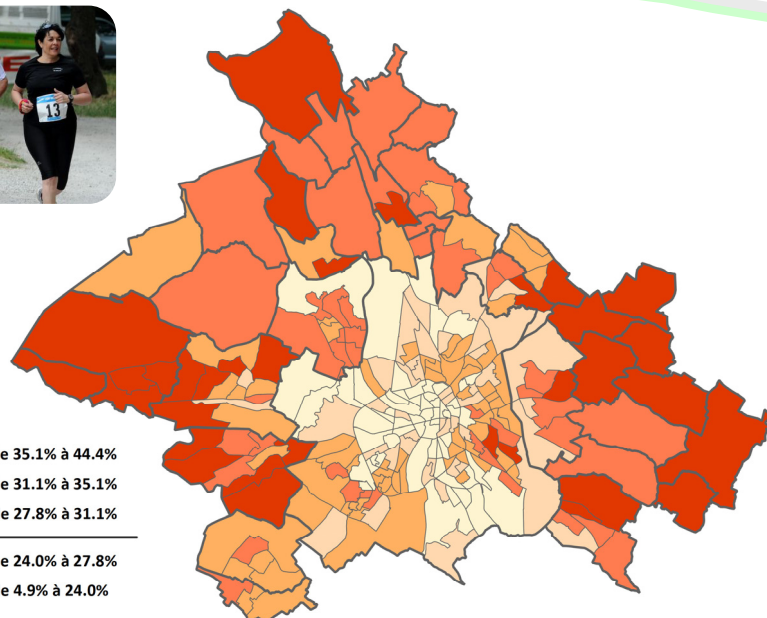 13
e 35.1% à 44.4%
e 31.1% à 35.1%
e 27.8% à 31.1%
e 24.0% à 27.8%
e 4.9% à 24.0%